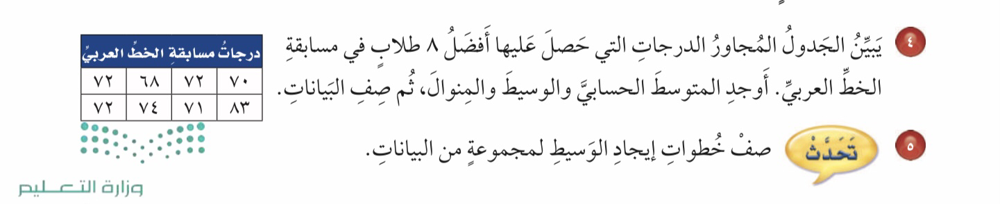 ٤ يَبيِّنُ الجَدولُ المُجاورُ الدرجاتِ التي حَصلَ عَليها أَفضَلُ ٨ طلابٍ في مسابقةِ
الخطِّ العربيِّ. أَوجدِ المتوسطَ الحسابيَّ والوسيطَ والمِنوالَ، ثُم صِفِ البَياناتِ.
درجاتُ مسابقةِ الخطِّ العربيِّ
٧٠ ٧٢ ٦٨ ٧٢
٨٣ ٧١ ٧٤ ٧٢
٥ تَحَدَّثْ صفْ خُطواتِ إيجادِ الوَسيطِ لمجموعةٍ من البياناتِ.
وزارة التعـــليم